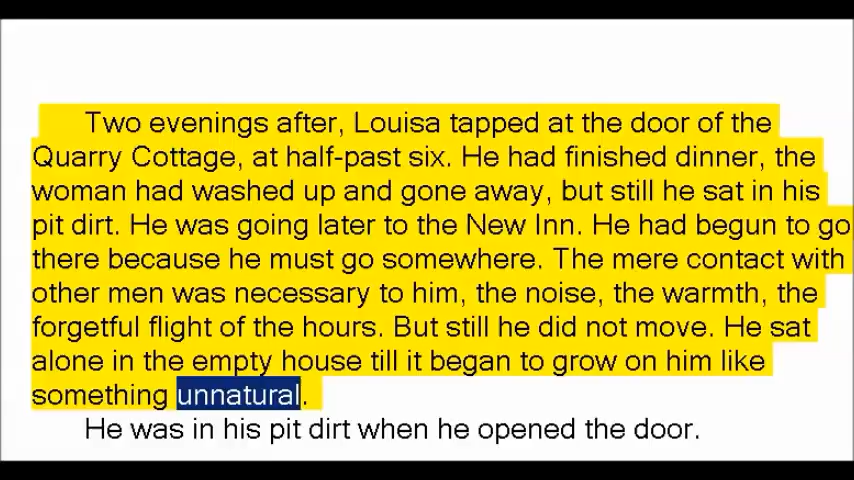 Two evenings after, Louisa tapped at the door of the
Quarry Cottage, at half-past six. He had finished dinner, the
woman had washed up and gone away, but still he sat in his
pit dirt. He was going later to the New Inn. He had begun to go
there because he must go somewhere. The mere contact with
other men was necessary to him, the noise, the warmth, the
forgetful flight of the hours. But still he did not move. He sat
alone in the empty house till it began to grow on him like
something unnatural.
He was in his pit dirt when he opened the door.